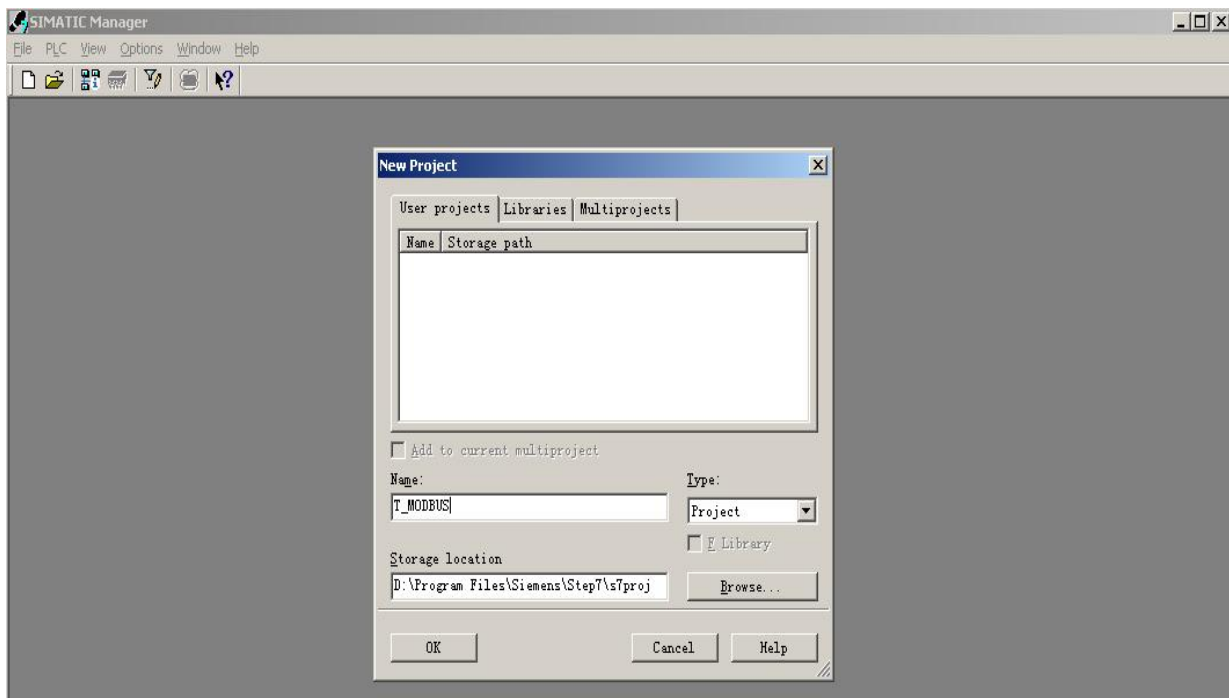 SIMATIC Manager
File PLC View Options Window Help
New Project
User projects Libraries Multiprojects
Name Storage path
Add to current multiproject
Name: Type:
T_MODBUS Project
F Library
Storage location
D:\Program Files\Siemens\Step7\s7proj Browse...
OK Cancel Help